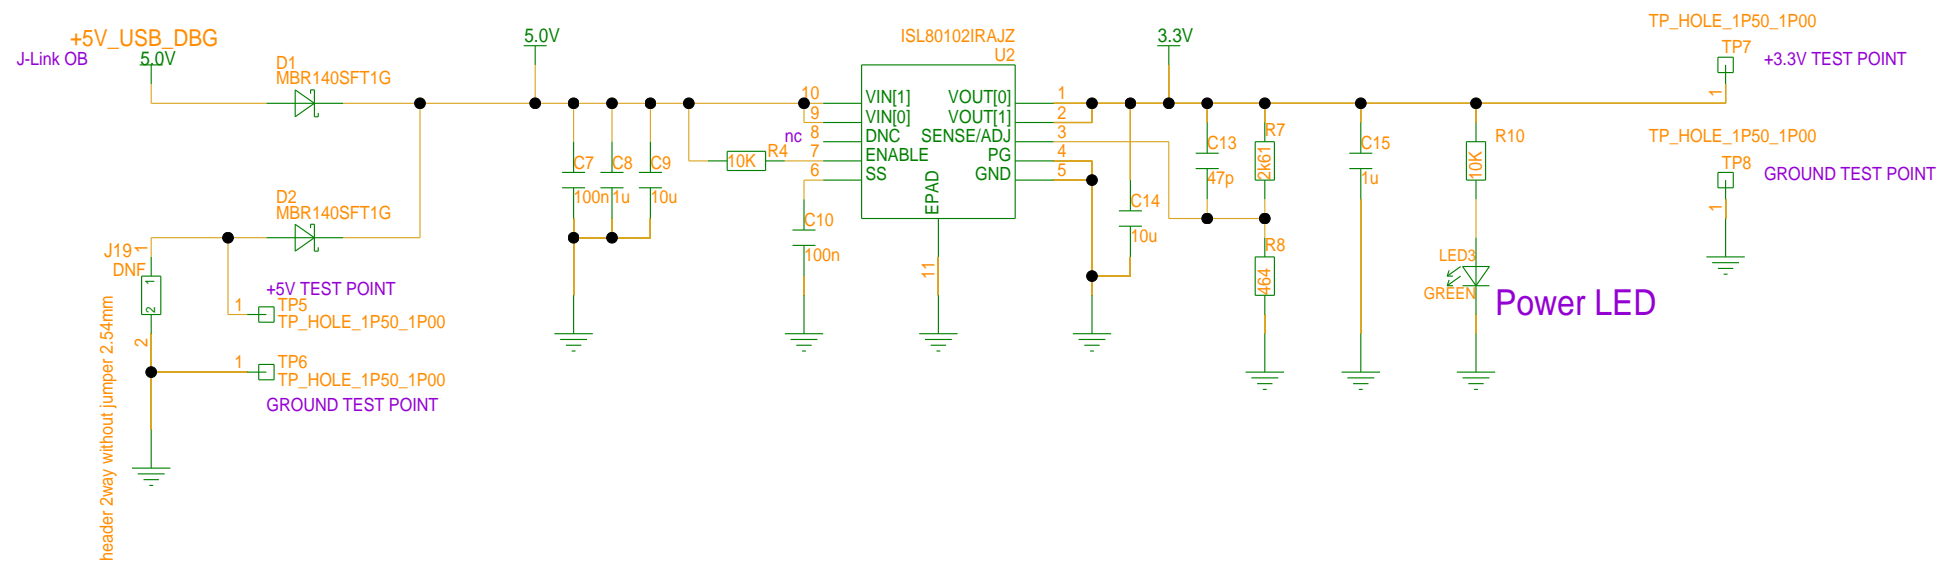 +5V_USB_DBG
J-Link OB
5.0V
D1
MBR140SFT1G
5.0V
ISL80102IRAJZ
U2
3.3V
TP_HOLE_1P50_1P00
TP7
+3.3V TEST POINT
1
10
VIN[1]
VOUT[0]
1
9
VIN[0]
VOUT[1]
2
nc
8
DNC
SENSE/ADJ
3
7
ENABLE
PG
4
6
SS
GND
5
EPAD
11
10K
R4
C7
100n
C8
1u
C9
10u
C10
100n
C13
47p
R7
2k61
C14
10u
R8
464
C15
1u
R10
10K
LED3
GREEN
Power LED
TP_HOLE_1P50_1P00
TP8
GROUND TEST POINT
1
D2
MBR140SFT1G
J19
DNF
1
1
2
2
+5V TEST POINT
1
TP5
TP_HOLE_1P50_1P00
1
TP6
TP_HOLE_1P50_1P00
GROUND TEST POINT
header 2way without jumper 2.54mm